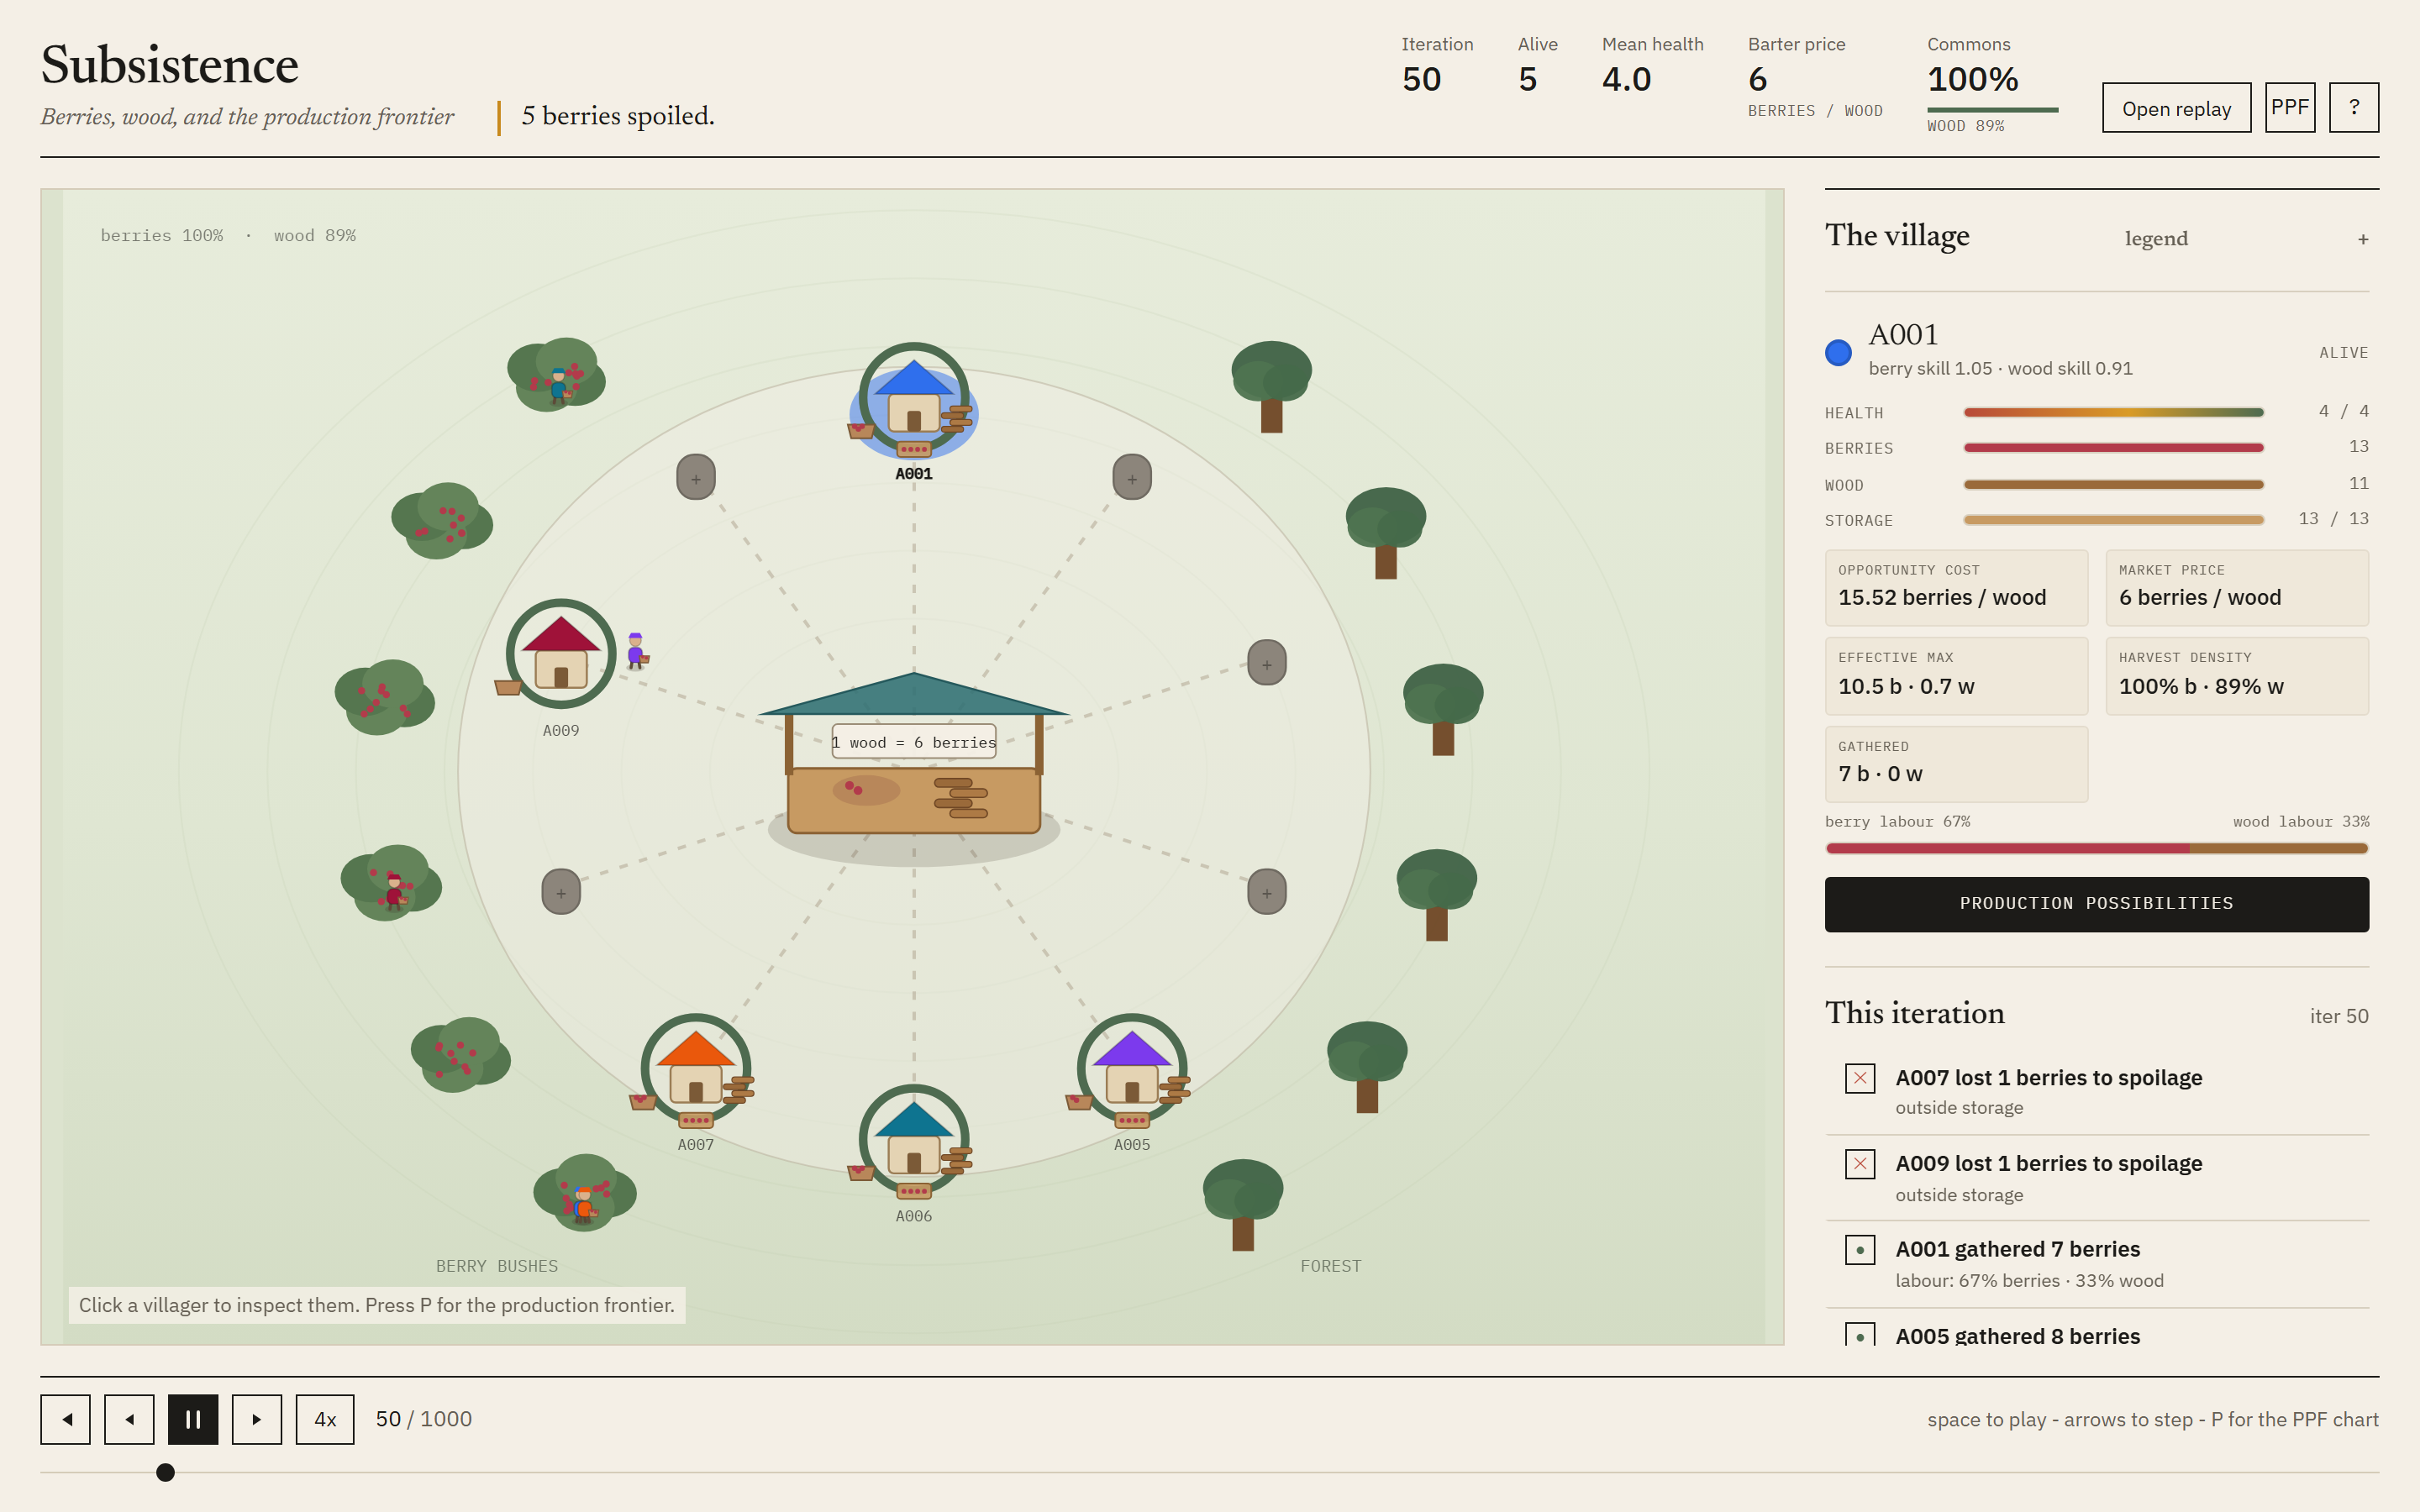 Subsistence
Berries, wood, and the production frontier
5 berries spoiled.
Iteration
50
Alive
5
Mean health
4.0
Barter price
6
BERRIES / WOOD
Commons
100%
WOOD 89%
Open replay
PPF
?
berries 100% · wood 89%
A001
+
+
A009
+
1 wood = 6 berries
+
+
A007
A005
A006
BERRY BUSHES
FOREST
Click a villager to inspect them. Press P for the production frontier.
The village
legend
+
A001
berry skill 1.05 · wood skill 0.91
ALIVE
HEALTH
4 / 4
BERRIES
13
WOOD
11
STORAGE
13 / 13
OPPORTUNITY COST
15.52 berries / wood
MARKET PRICE
6 berries / wood
EFFECTIVE MAX
10.5 b · 0.7 w
HARVEST DENSITY
100% b · 89% w
GATHERED
7 b · 0 w
berry labour 67%
wood labour 33%
PRODUCTION POSSIBILITIES
This iteration
iter 50
A007 lost 1 berries to spoilage
outside storage
A009 lost 1 berries to spoilage
outside storage
A001 gathered 7 berries
labour: 67% berries · 33% wood
A005 gathered 8 berries
4x
50 / 1000
space to play - arrows to step - P for the PPF chart